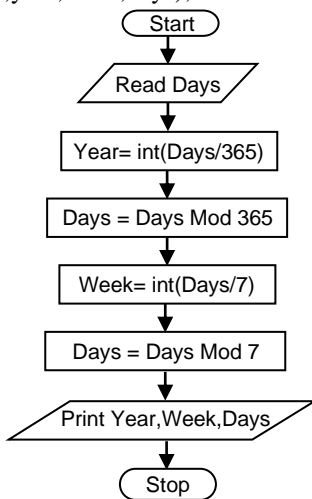 Start
Read Days
Year= int(Days/365)
Days = Days Mod 365
Week= int(Days/7)
Days = Days Mod 7
Print Year,Week,Days
Stop